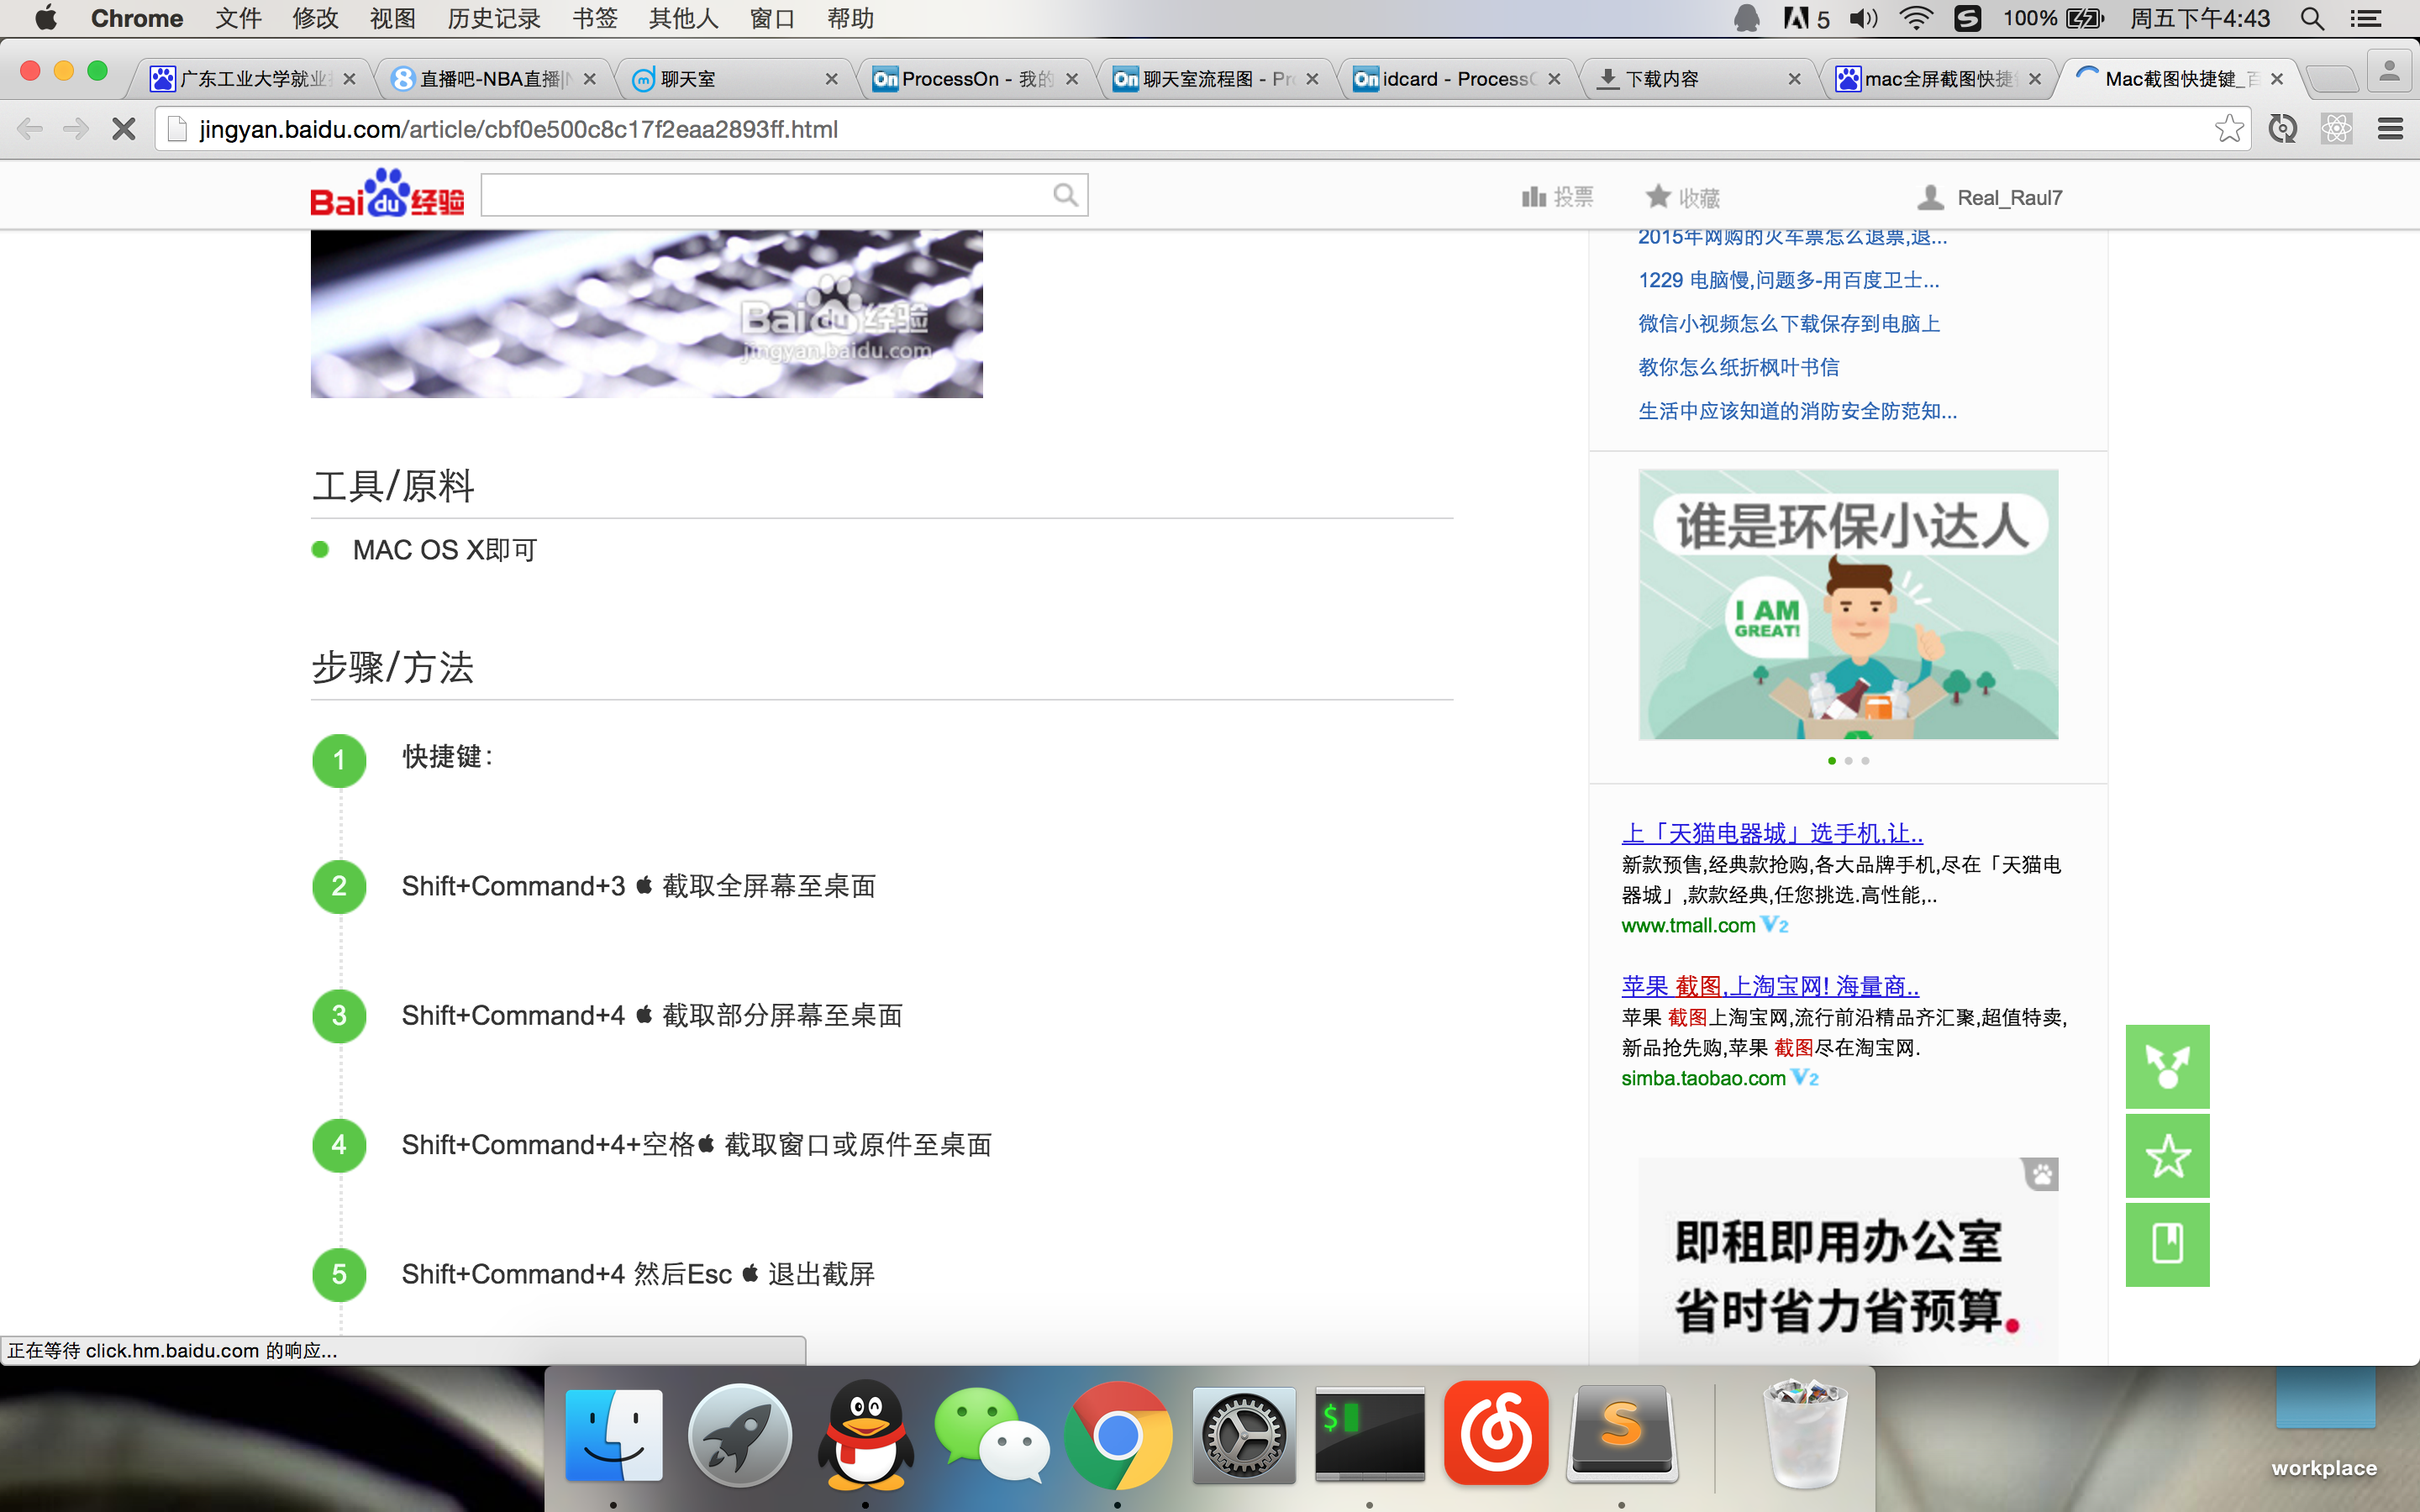 Chrome 文件 修改 视图 历史记录 书签 其他人 窗口 帮助 5 100% 周五下午4:43
广东工业大学就业 直播吧-NBA直播 聊天室 ProcessOn - 我的 聊天室流程图 - Pr idcard - Process 下载内容 mac全屏截图快捷 Mac截图快捷键_百
jingyan.baidu.com/article/cbf0e500c8c17f2eaa2893ff.html
Bai du 经验 投票 收藏 Real_Raul7
Bai du 经验
jingyan.baidu.com
工具/原料
MAC OS X即可
步骤/方法
1 快捷键：
2 Shift+Command+3 截取全屏幕至桌面
3 Shift+Command+4 截取部分屏幕至桌面
4 Shift+Command+4+空格 截取窗口或原件至桌面
5 Shift+Command+4 然后Esc 退出截屏
2015年网购的火车票怎么退票,退...
1229 电脑慢,问题多-用百度卫士...
微信小视频怎么下载保存到电脑上
教你怎么纸折枫叶书信
生活中应该知道的消防安全防范知...
谁是环保小达人
I AM
GREAT!
上「天猫电器城」选手机,让..
新款预售,经典款抢购,各大品牌手机,尽在「天猫电
器城」,款款经典,任您挑选.高性能,..
www.tmall.com V2
苹果 截图,上淘宝网! 海量商..
苹果 截图上淘宝网,流行前沿精品齐汇聚,超值特卖,
新品抢先购,苹果 截图尽在淘宝网.
simba.taobao.com V2
即租即用办公室
省时省力省预算.
正在等待 click.hm.baidu.com 的响应...
$
workplace